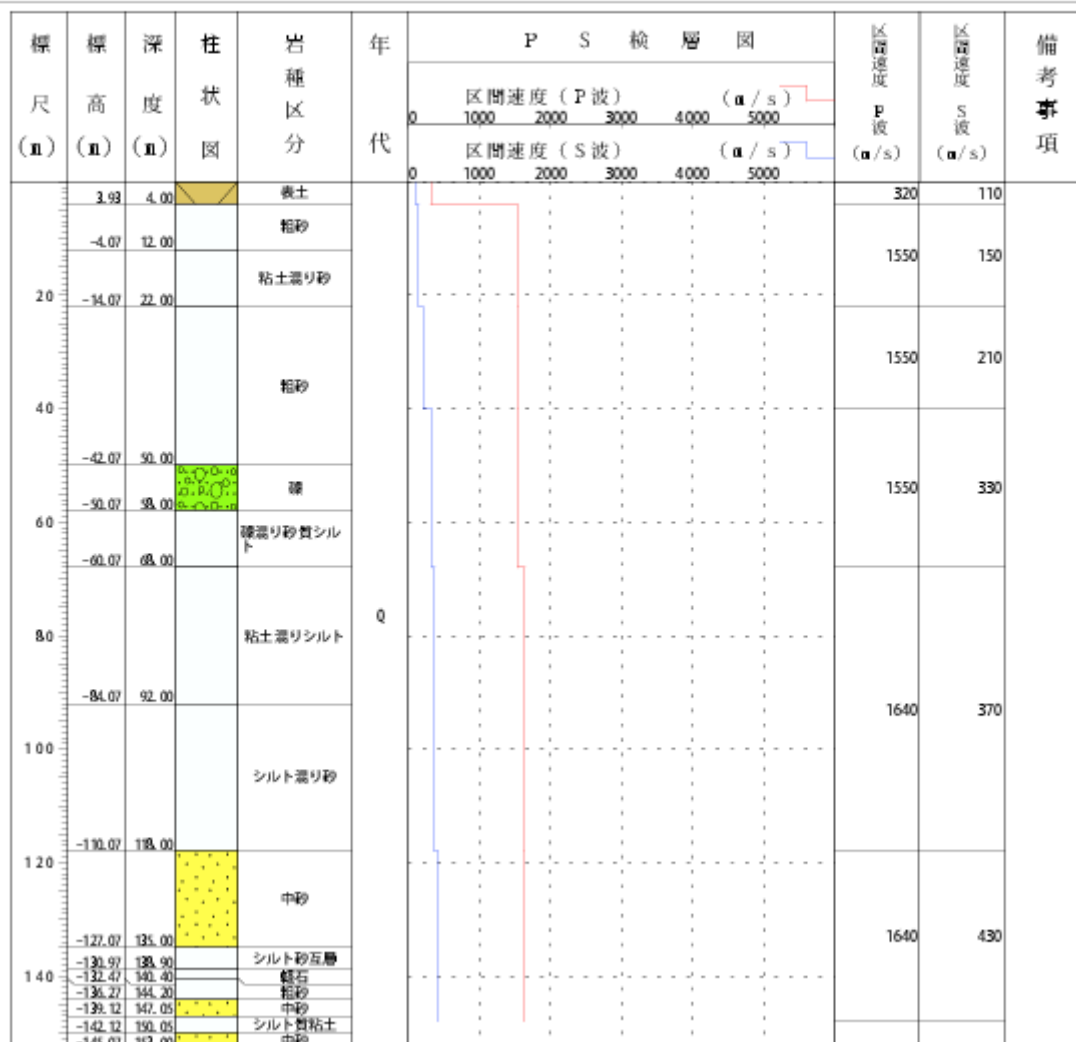 標尺(m) 標高(m) 深度(m) 柱状図 岩種区分 年代 PS検層図 区間速度 P波 (m/s) 区間速度 S波 (m/s) 備考事項
区間速度(P波) (m/s)
0 1000 2000 3000 4000 5000
区間速度(S波) (m/s)
0 1000 2000 3000 4000 5000
3.93 4.00 表土 320 110
粗砂
-4.07 12.00
1550 150
粘土混り砂
20
-14.07 22.00
1550 210
粗砂
40
-42.07 50.00
礫 1550 330
-50.07 58.00
60
礫混り砂質シルト
-60.07 68.00
Q
80 粘土混りシルト
-84.07 92.00
1640 370
100
シルト混り砂
-110.07 118.00
120
中砂
1640 430
-127.07 135.00
-130.97 138.90 シルト砂互層
140
-132.47 140.40 軽石
-136.27 144.20 粗砂
-139.12 147.05 中砂
-142.12 150.05 シルト質粘土
中砂